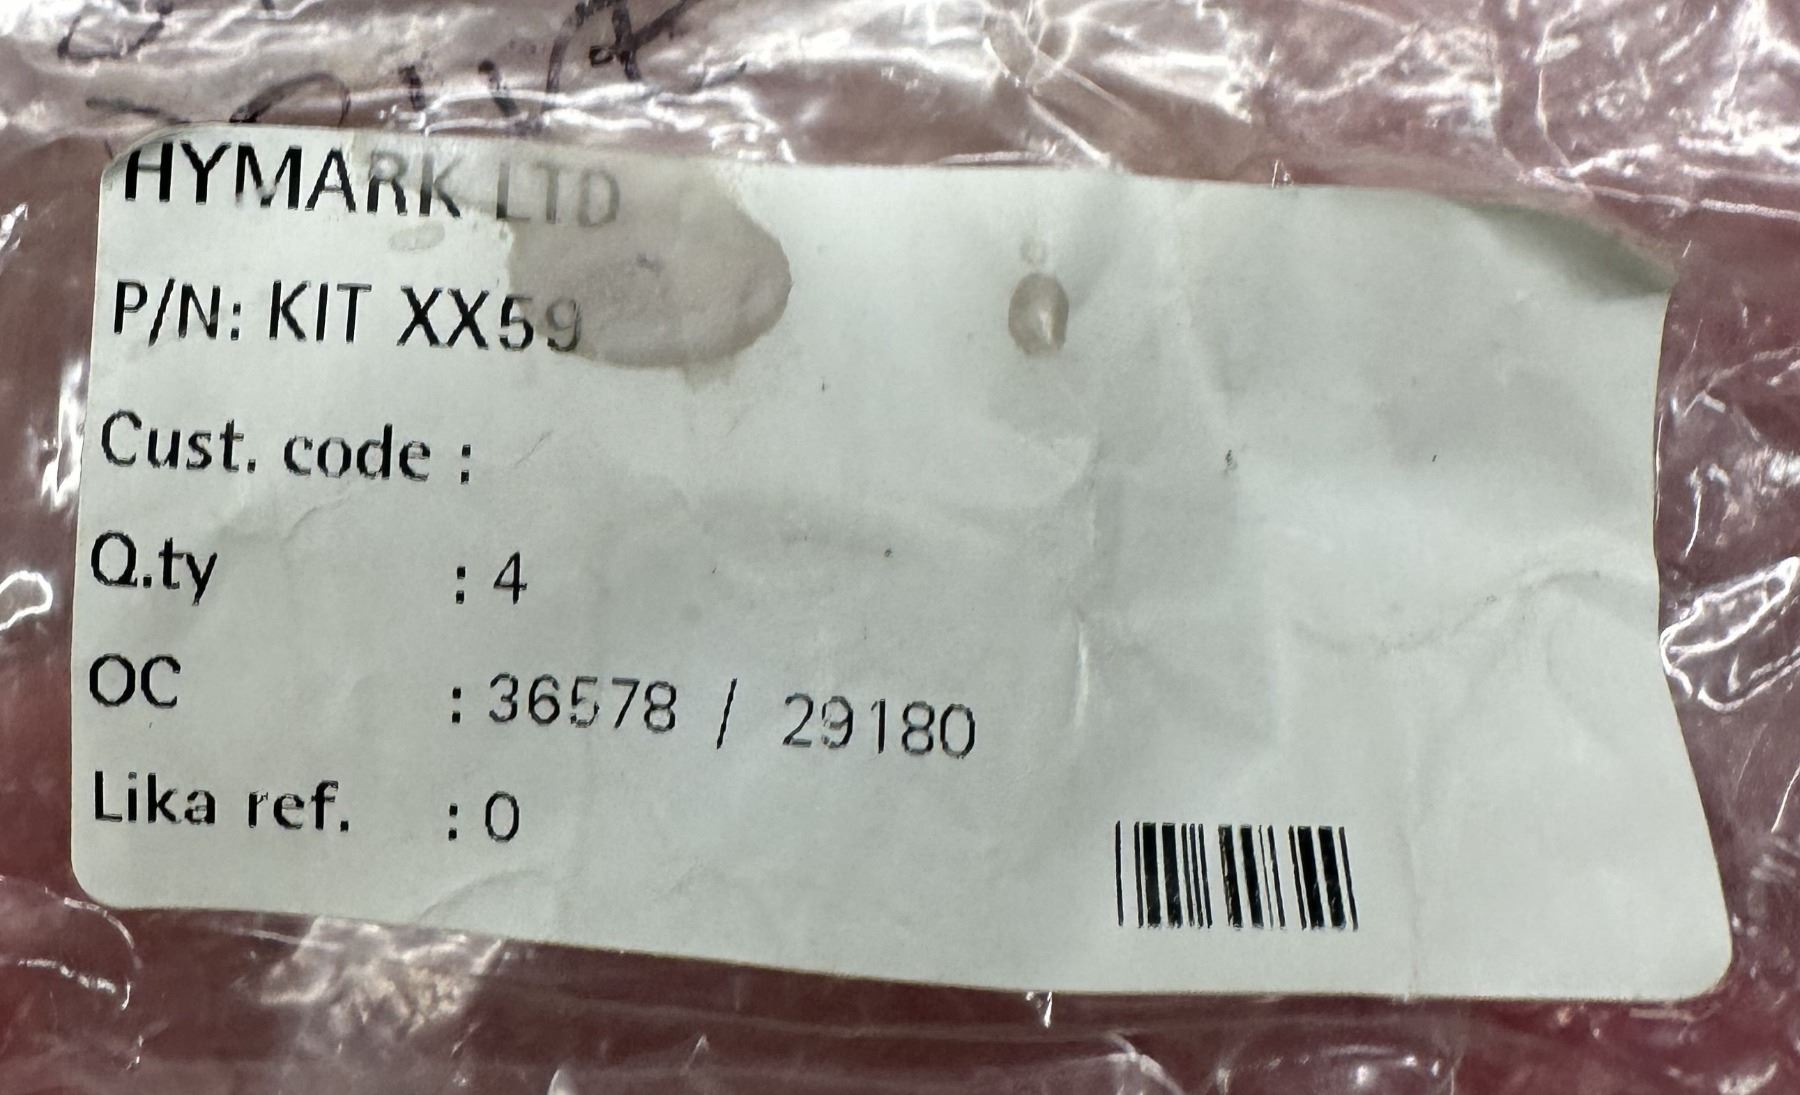 HYMARK LTD
P/N: KIT XX59
Cust. code :
Q.ty : 4
OC : 36578 / 29180
Lika ref. : 0